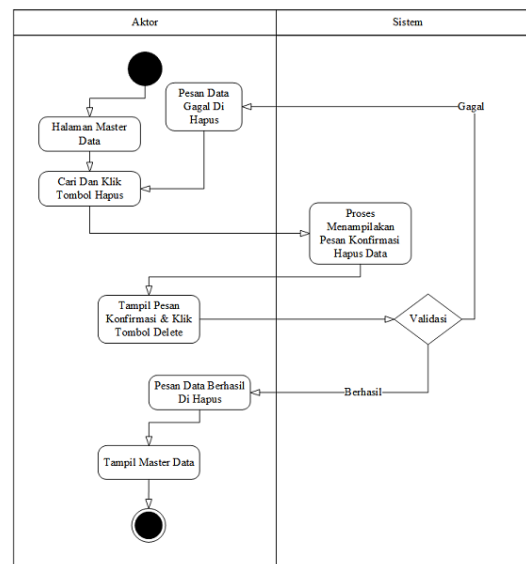 Aktor
Sistem
Pesan Data
Gagal Di
Hapus
Gagal
Halaman Master
Data
Cari Dan Klik
Tombol Hapus
Proses
Menampilakan
Pesan Konfirmasi
Hapus Data
Tampil Pesan
Konfirmasi & Klik
Tombol Delete
Validasi
Pesan Data Berhasil
Di Hapus
Berhasil
Tampil Master Data